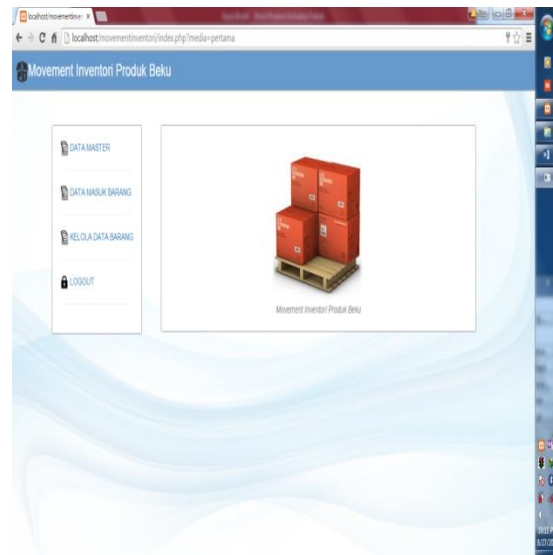 localhost/movementinventori/index.php?media=pertama
Movement Inventori Produk Beku
DATA MASTER
DATA MASUK BARANG
KELOLA DATA BARANG
LOGOUT
Movement Inventori Produk Beku